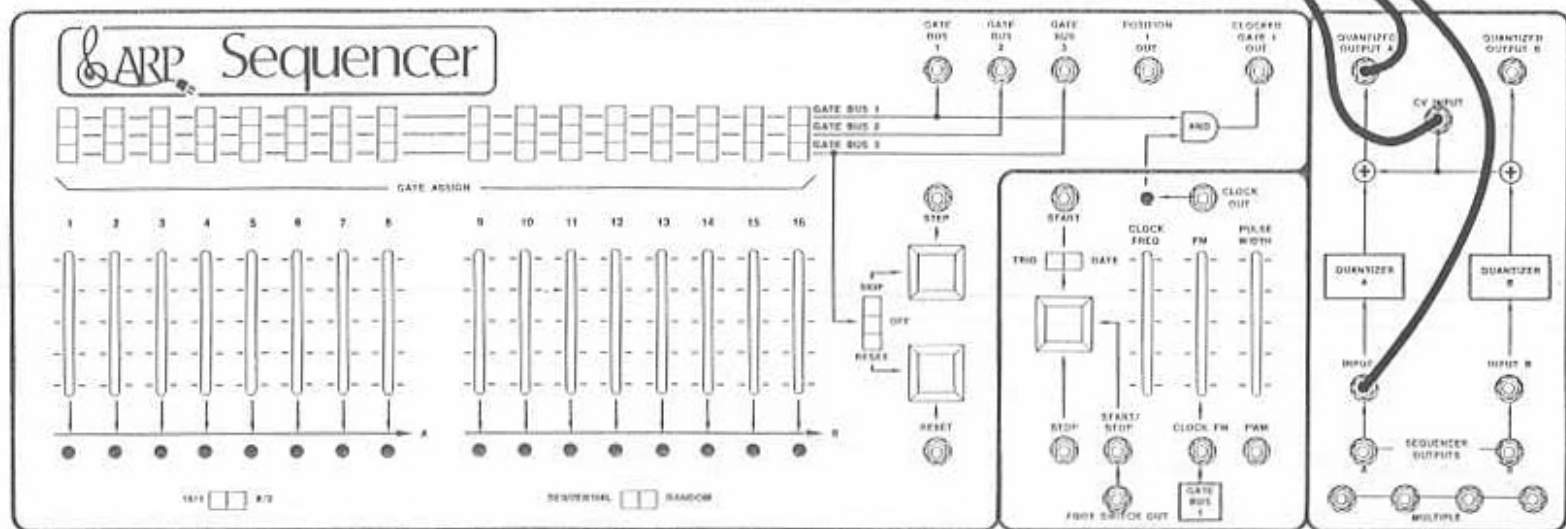 ARP Sequencer
GATE BUS 1
GATE BUS 2
GATE BUS 3
POSITION 1 OUT
CLOCKED GATE 1 OUT
QUANTIZED OUTPUT A
QUANTIZED OUTPUT B
CV INPUT
GATE BUS 1
GATE BUS 2
GATE BUS 3
AND
GATE ASSIGN
1 2 3 4 5 6 7 8 9 10 11 12 13 14 15 16
STEP
START
CLOCK OUT
CLOCK FREQ
FM
PULSE WIDTH
TRIG
GATE
SKIP
OFF
RESET
QUANTIZER A
QUANTIZER B
INPUT
INPUT B
A
B
RESET
STOP
START/STOP
CLOCK FM
PWM
SEQUENCER OUTPUTS
A
B
16/1
8/2
SEQUENTIAL
RANDOM
FOOT SWITCH OUT
GATE BUS 1
MULTIPLE